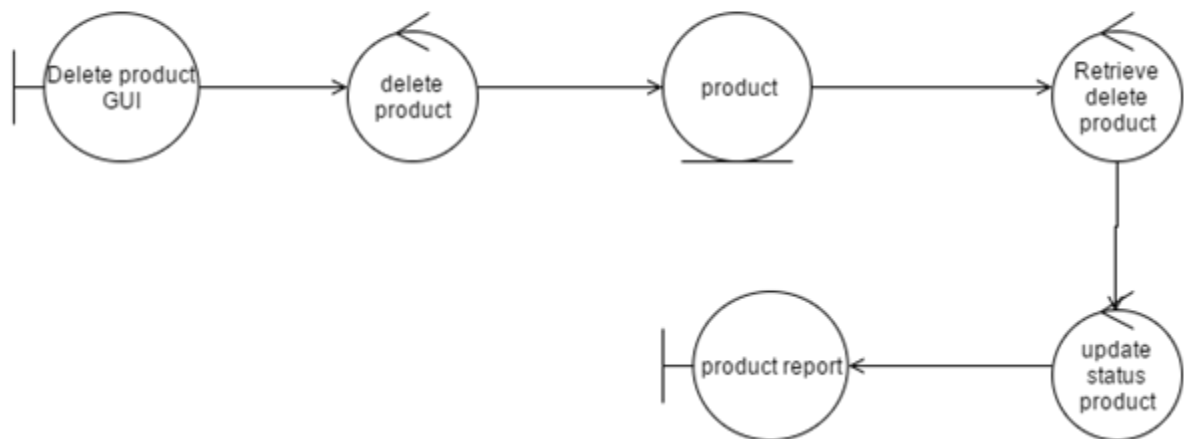 Delete product
GUI
delete
product
product
Retrieve
delete
product
product report
update
status
product